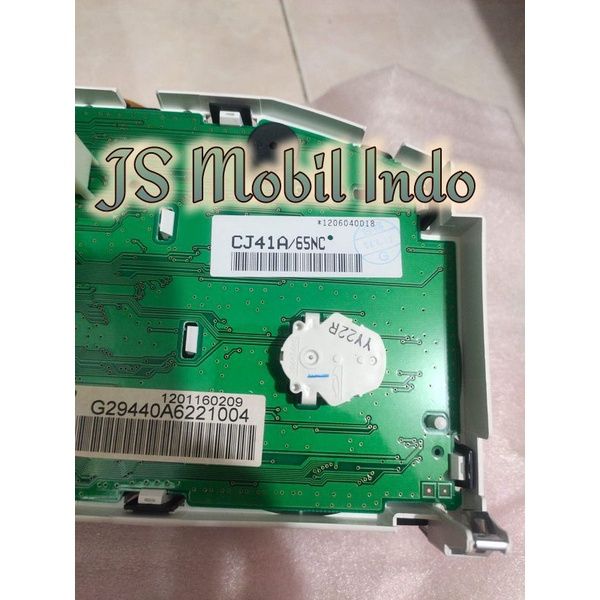 JS Mobil Indo
*1206040018
CJ41A/65NC
YY22R
1201160209
G29440A6221004